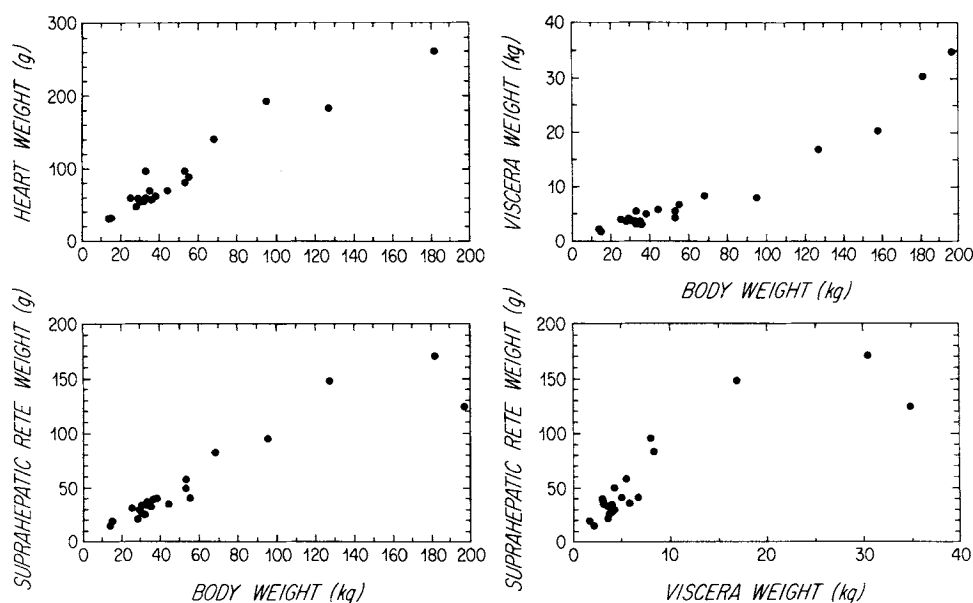 HEART WEIGHT (g)
300
200
100
0
0 20 40 60 80 100 120 140 160 180 200
VISCERA WEIGHT (kg)
40
30
20
10
0
0 20 40 60 80 100 120 140 160 180 200
BODY WEIGHT (kg)
SUPRAHEPATIC RETE WEIGHT (g)
200
150
100
50
0
0 20 40 60 80 100 120 140 160 180 200
BODY WEIGHT (kg)
SUPRAHEPATIC RETE WEIGHT (g)
200
150
100
50
0
0 10 20 30 40
VISCERA WEIGHT (kg)